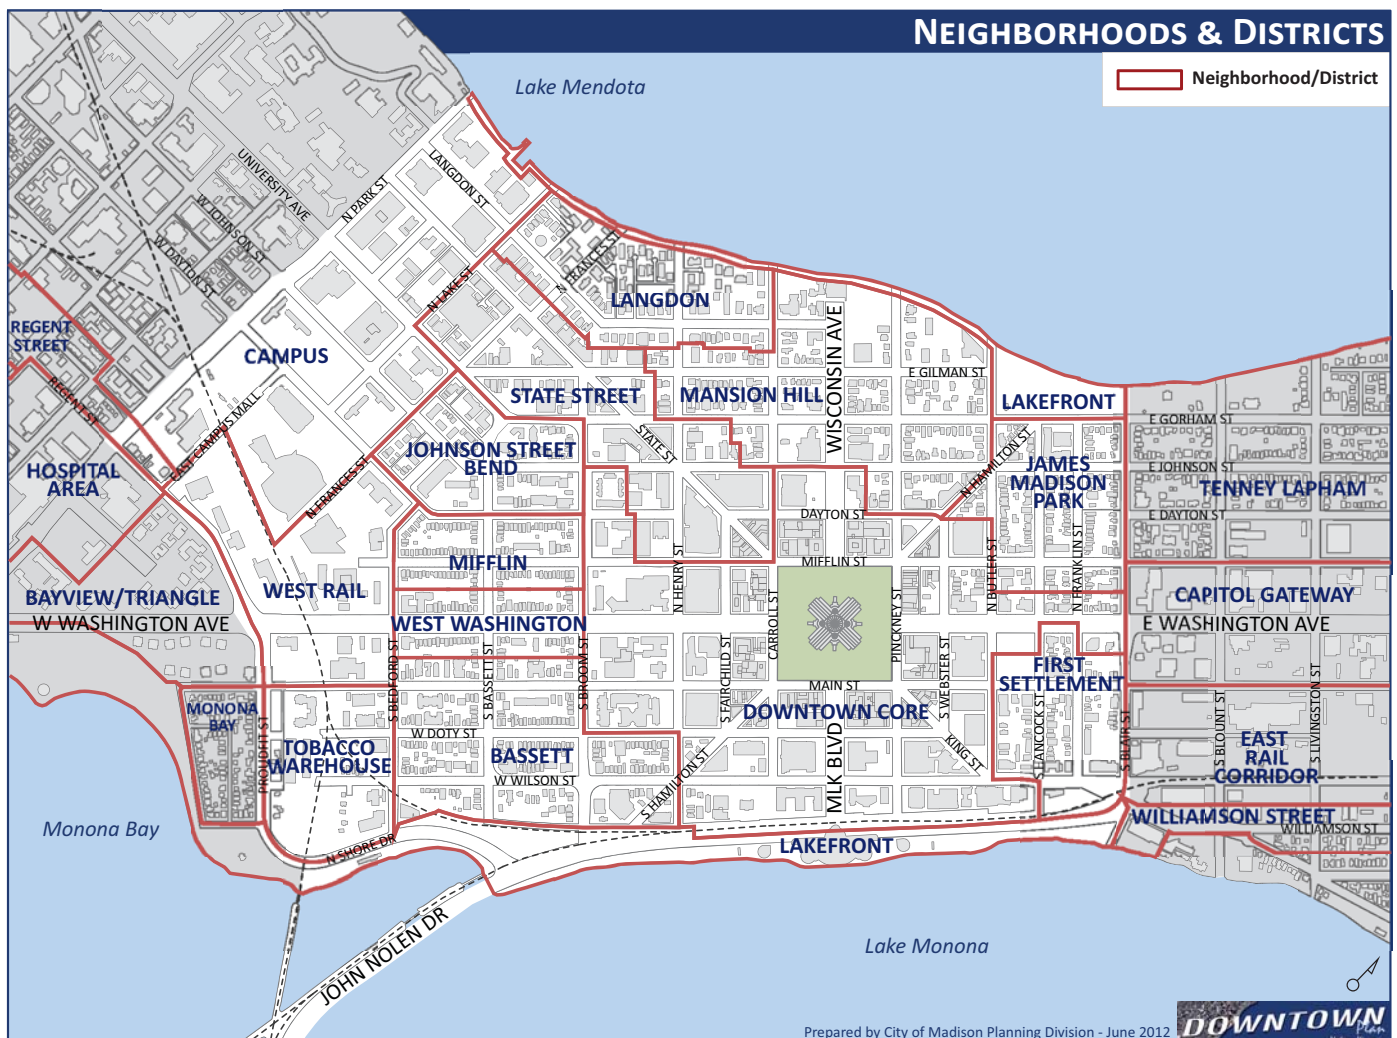 NEIGHBORHOODS & DISTRICTS
Neighborhood/District
Lake Mendota
LANGDON ST
UNIVERSITY AVE
N PARK ST
W JOHNSON ST
W DAYTON ST
N FRANCES ST
N LAKE ST
LANGDON
WISCONSIN AVE
REGENT
STREET
CAMPUS
E GILMAN ST
REGENT ST
EAST CAMPUS MALL
STATE STREET
MANSION HILL
LAKEFRONT
E GORHAM ST
STATE ST
JOHNSON STREET
BEND
N HAMILTON ST
JAMES
MADISON
PARK
E JOHNSON ST
TENNEY LAPHAM
HOSPITAL
AREA
N FRANCES ST
DAYTON ST
E DAYTON ST
MIFFLIN
N HENRY ST
MIFFLIN ST
N BUTLER ST
N FRANKLIN ST
WEST RAIL
BAYVIEW/TRIANGLE
CAPITOL GATEWAY
W WASHINGTON AVE
WEST WASHINGTON
CARROLL ST
PINCKNEY ST
E WASHINGTON AVE
S BEDFORD ST
S BASSETT ST
S BROOM ST
S FAIRCHILD ST
S WEBSTER ST
FIRST
SETTLEMENT
MAIN ST
MONONA
BAY
DOWNTOWN CORE
S HANCOCK ST
S BLAIR ST
S BLOUNT ST
S LIVINGSTON ST
PROUDFIT ST
TOBACCO
WAREHOUSE
W DOTY ST
BASSETT
W WILSON ST
S HAMILTON ST
MLK BLVD
KING ST
EAST
RAIL
CORRIDOR
WILLIAMSON STREET
WILLIAMSON ST
Monona Bay
N SHORE DR
LAKEFRONT
JOHN NOLEN DR
Lake Monona
Prepared by City of Madison Planning Division - June 2012
DOWNTOWN
Plan